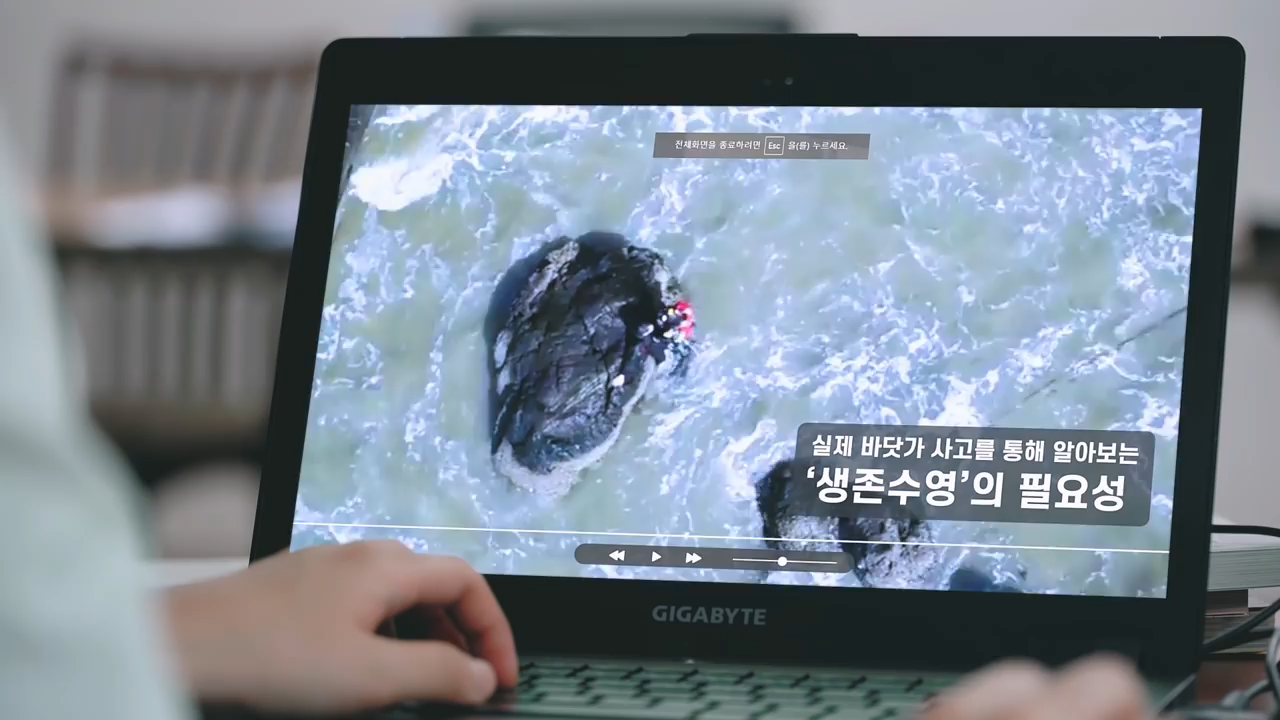 전체화면을 종료하려면 Esc 을(를) 누르세요.
실제 바닷가 사고를 통해 알아보는
‘생존수영’의 필요성
GIGABYTE